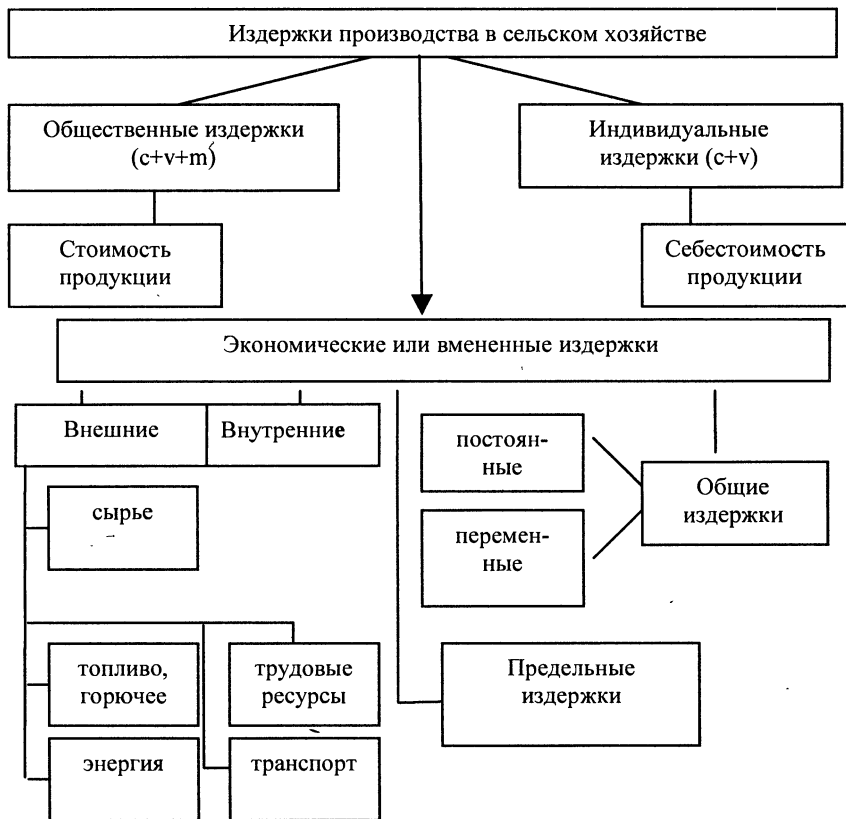 Издержки производства в сельском хозяйстве
Общественные издержки
(c+v+m)
Индивидуальные
издержки (c+v)
Стоимость
продукции
Себестоимость
продукции
Экономические или вмененные издержки
Внешние
Внутренние
постоян-
ные
Общие
издержки
сырье
перемен-
ные
топливо,
горючее
трудовые
ресурсы
Предельные
издержки
энергия
транспорт